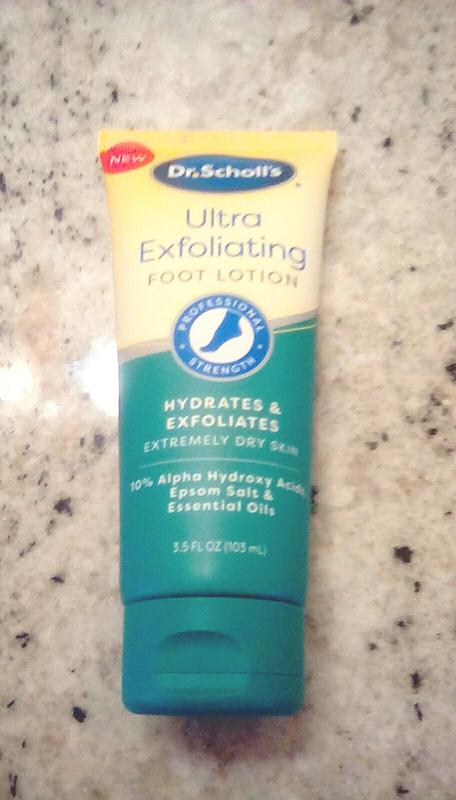 NEW
Dr. Scholl's
Ultra
Exfoliating
FOOT LOTION
PROFESSIONAL
STRENGTH
HYDRATES &
EXFOLIATES
EXTREMELY DRY SKIN
10% Alpha Hydroxy Acids,
Epsom Salt &
Essential Oils
3.5 FL OZ (103 mL)